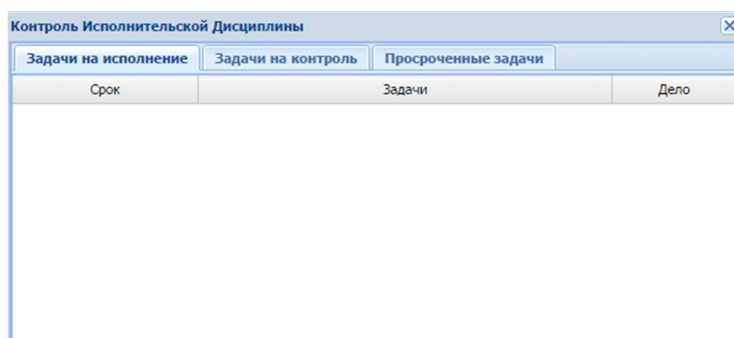 Контроль Исполнительской Дисциплины
Задачи на исполнение Задачи на контроль Просроченные задачи
Срок Задачи Дело